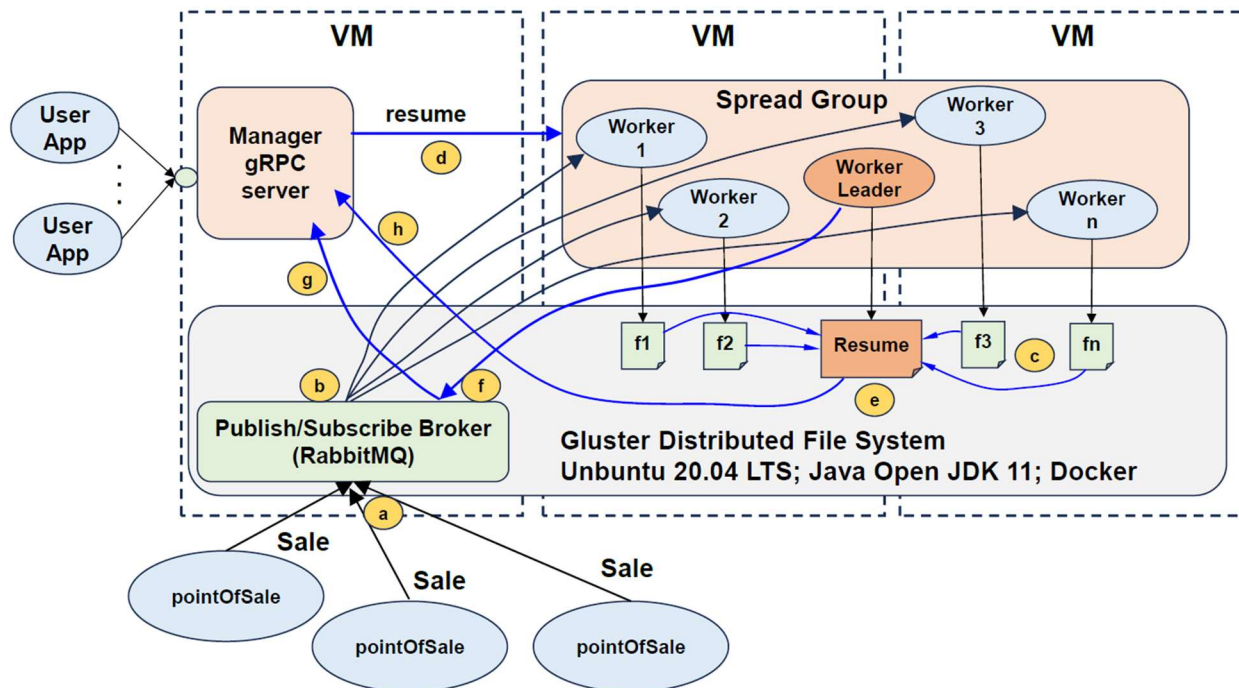 VM
VM
VM
User
App
User
App
Manager
gRPC
server
resume
d
Spread Group
Worker
1
Worker
2
Worker
3
Worker
Leader
Worker
n
h
g
b
f
f1
f2
Resume
f3
c
fn
e
Publish/Subscribe Broker
(RabbitMQ)
Gluster Distributed File System
Unbuntu 20.04 LTS; Java Open JDK 11; Docker
a
Sale
Sale
Sale
pointOfSale
pointOfSale
pointOfSale